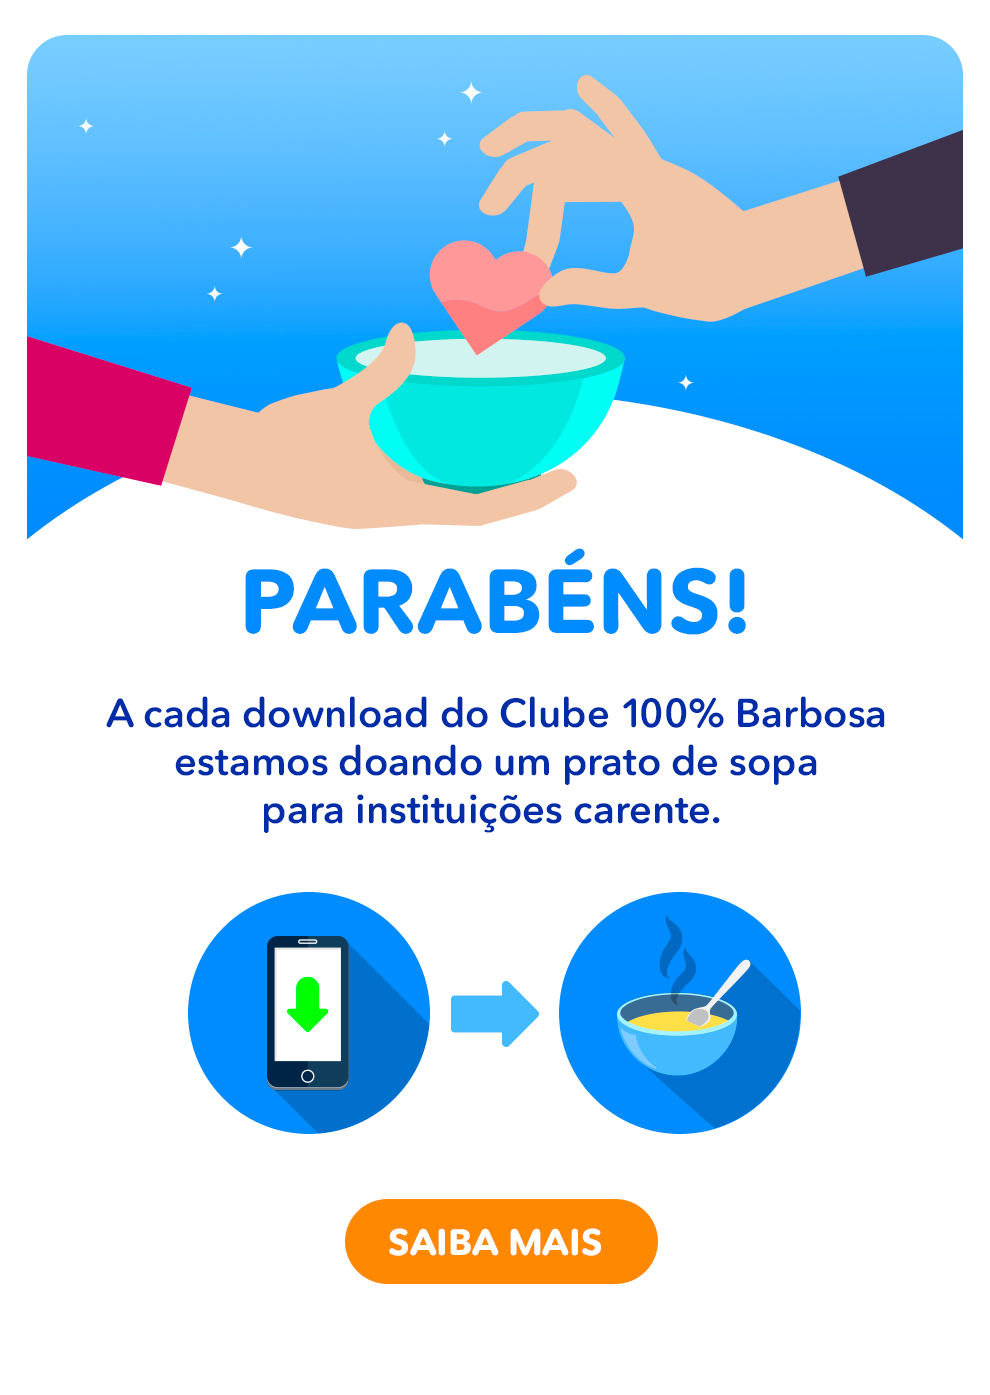 PARABÉNS!
A cada download do Clube 100% Barbosa
estamos doando um prato de sopa
para instituições carente.
SAIBA MAIS